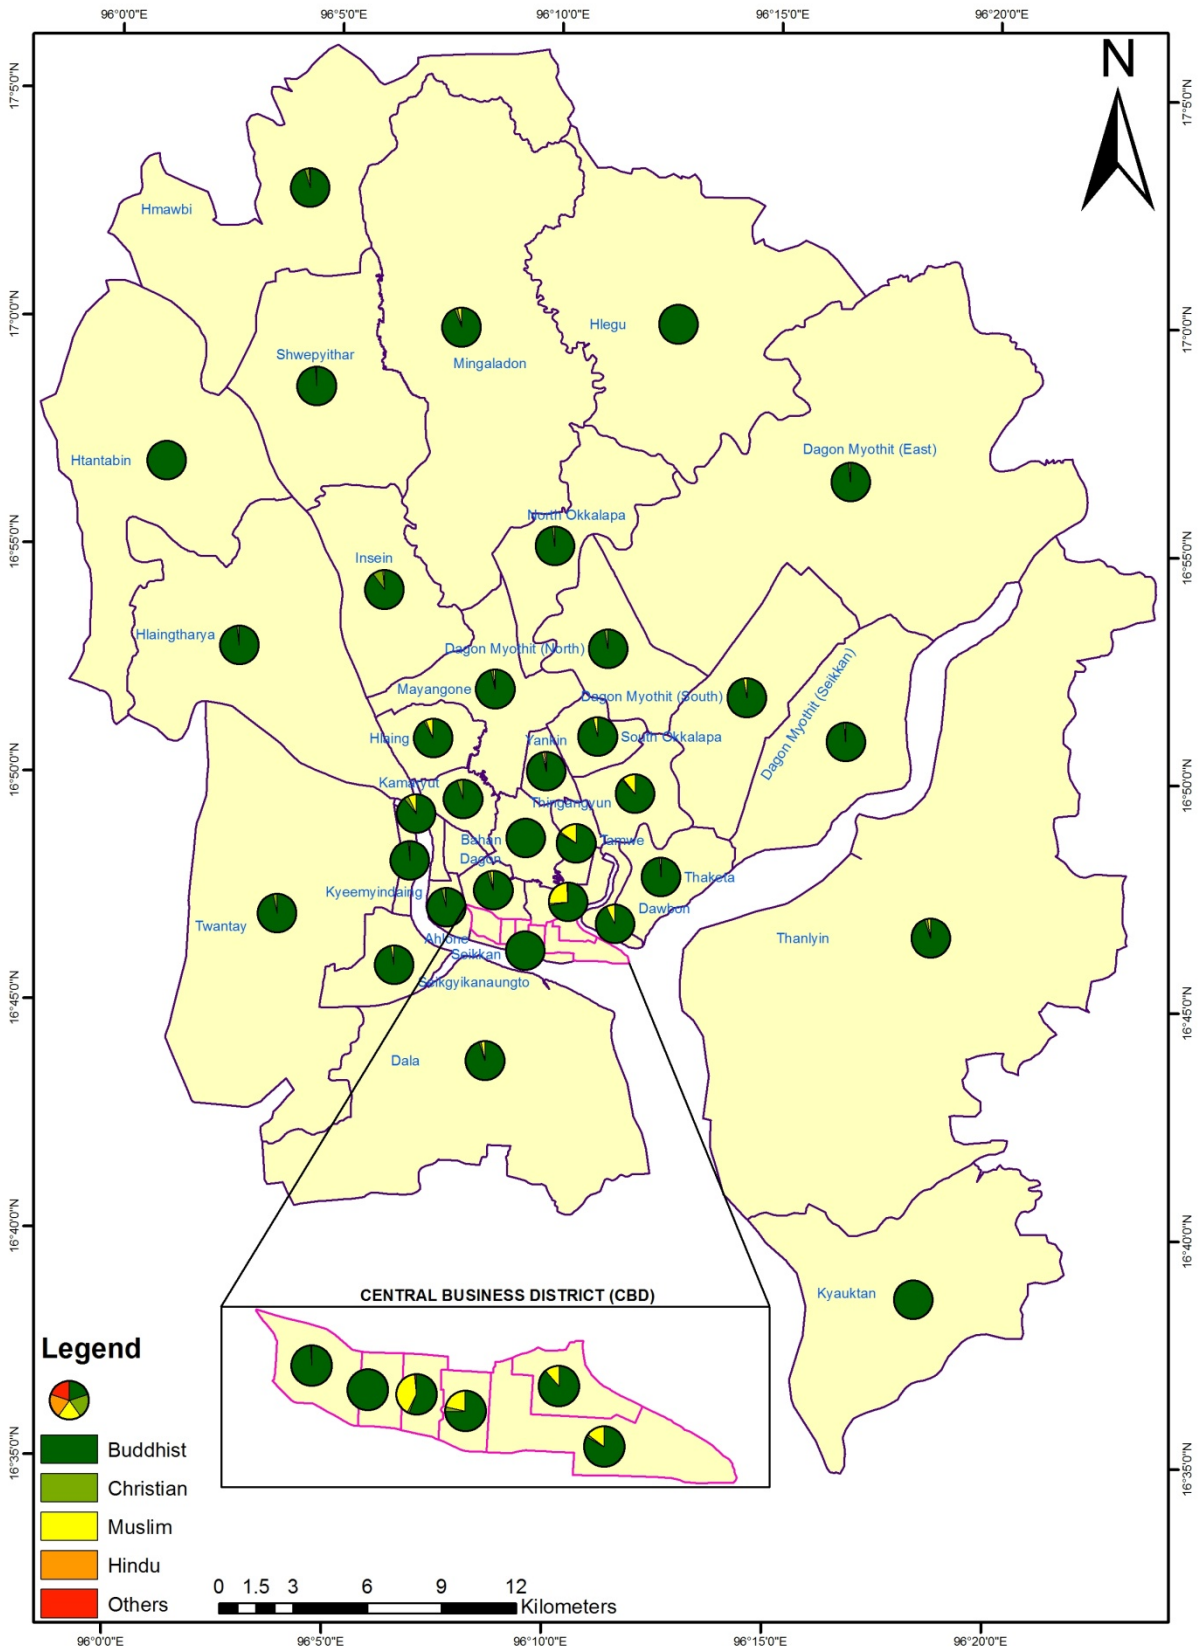 96°0'0"E 96°5'0"E 96°10'0"E 96°15'0"E 96°20'0"E
N
17°5'0"N 17°5'0"N
Hmawbi
17°0'0"N 17°0'0"N
Hlegu
Shwepyithar
Mingaladon
Dagon Myothit (East)
Htantabin
North Okkalapa
16°55'0"N 16°55'0"N
Insein
Hlaingtharya
Dagon Myothit (North)
Mayangone
Dagon Myothit (South)
Dagon Myothit (Seikkan)
Hlaing
Yankin
South Okkalapa
16°50'0"N 16°50'0"N
Kamaryut
Thingangyun
Bahan
Tamwe
Dagon
Thaketa
Kyeemyindaing
Dawbon
Twantay
Ahlone
Thanlyin
Seikkan
Seikgyikanaungto
16°45'0"N 16°45'0"N
Dala
16°40'0"N 16°40'0"N
Kyauktan
CENTRAL BUSINESS DISTRICT (CBD)
Legend
Buddhist
16°35'0"N 16°35'0"N
Christian
Muslim
Hindu
Others
0 1.5 3 6 9 12
Kilometers
96°0'0"E 96°5'0"E 96°10'0"E 96°15'0"E 96°20'0"E